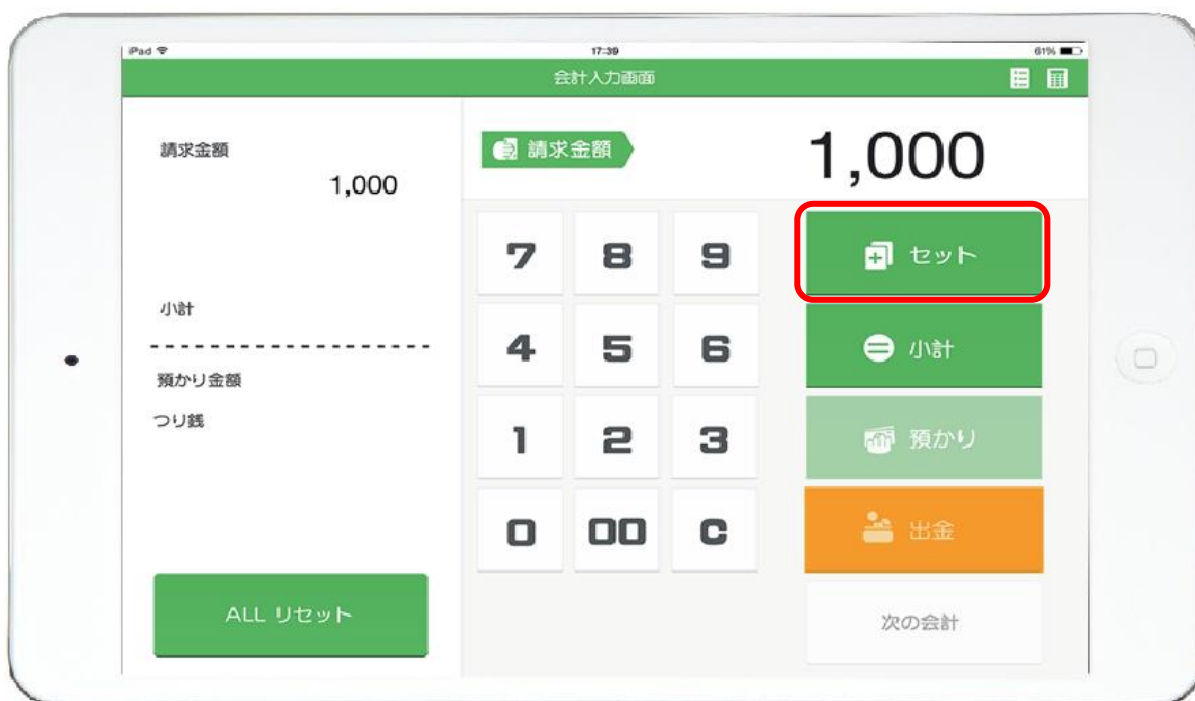 iPad 17:39 61%
会計入力画面
請求金額
1,000
小計
預かり金額
つり銭
ALL リセット
請求金額 1,000
7 8 9 セット
4 5 6 小計
1 2 3 預かり
0 00 C 出金
次の会計